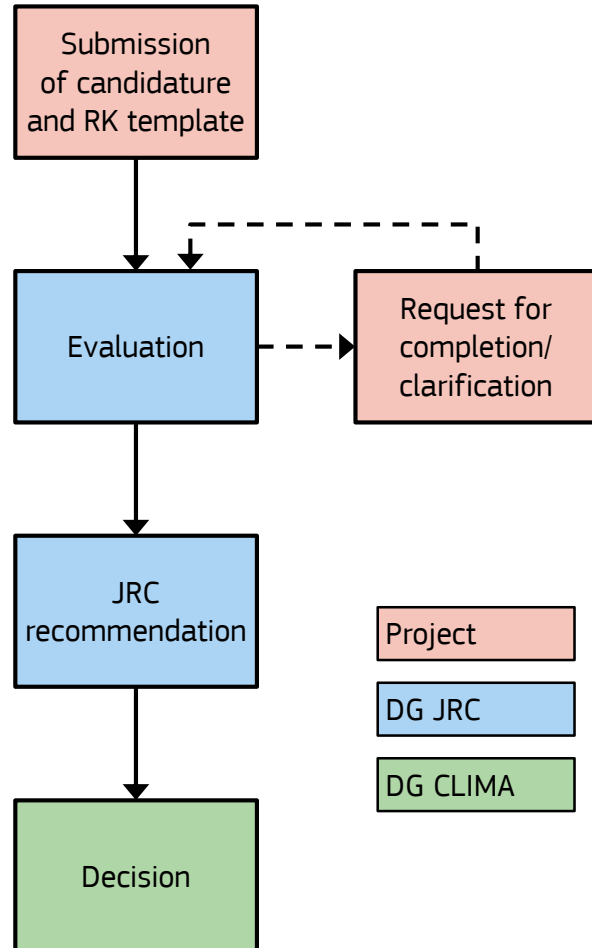 Submission
of candidature
and RK template
Evaluation
Request for
completion/
clarification
JRC
recommendation
Project
DG JRC
DG CLIMA
Decision